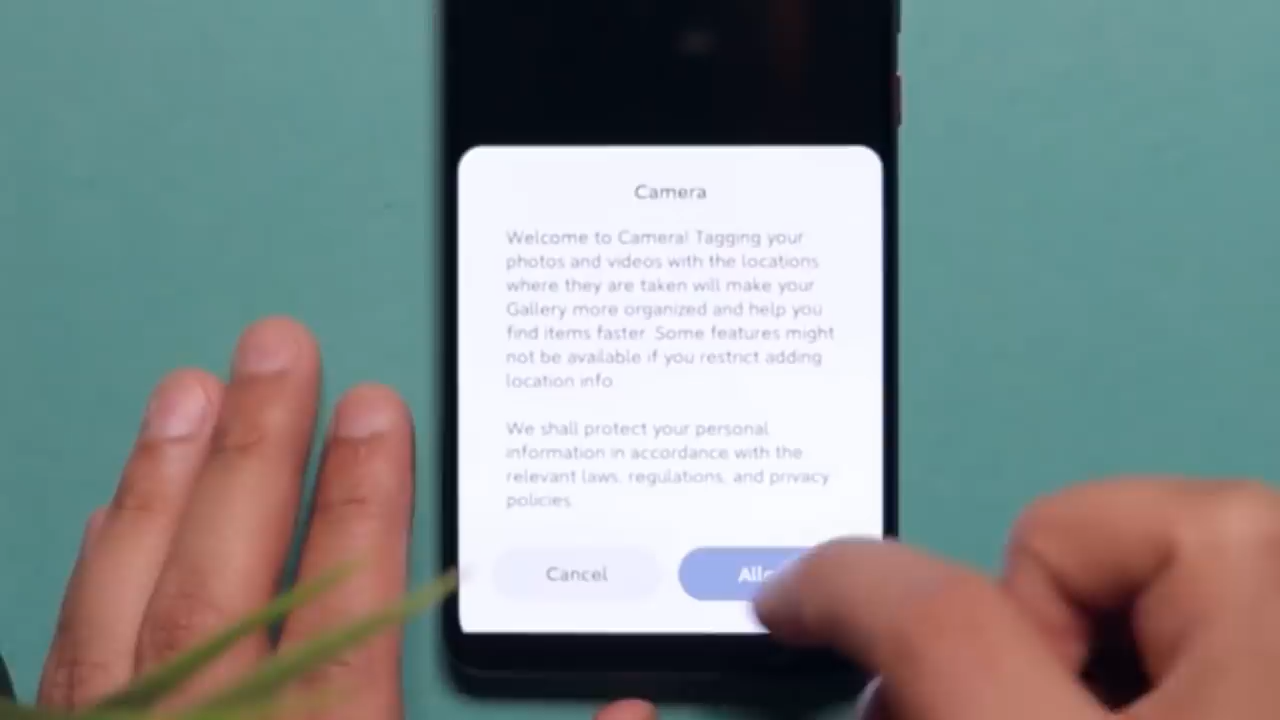 Camera
Welcome to Camera! Tagging your
photos and videos with the locations
where they are taken will make your
Gallery more organized and help you
find items faster. Some features might
not be available if you restrict adding
location info.
We shall protect your personal
information in accordance with the
relevant laws, regulations, and privacy
policies.
Cancel